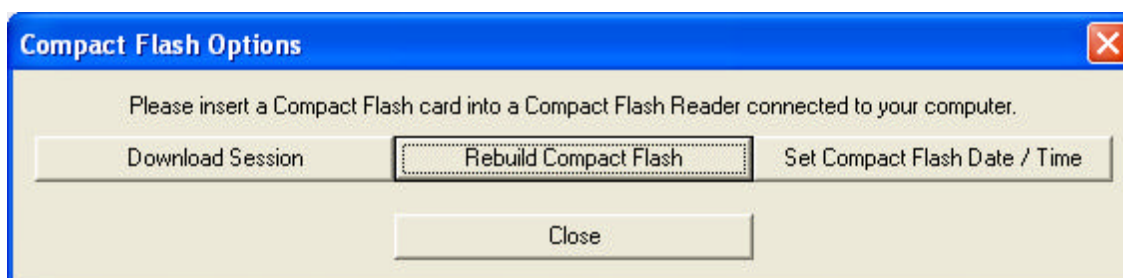 Compact Flash Options
Please insert a Compact Flash card into a Compact Flash Reader connected to your computer.
Download Session Rebuild Compact Flash Set Compact Flash Date / Time
Close